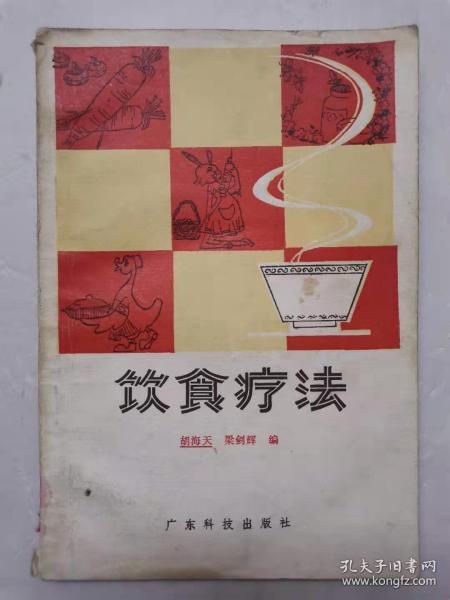 饮食疗法
胡海天 梁剑辉 编
广东科技出版社
孔夫子旧书网
www.kongfz.com